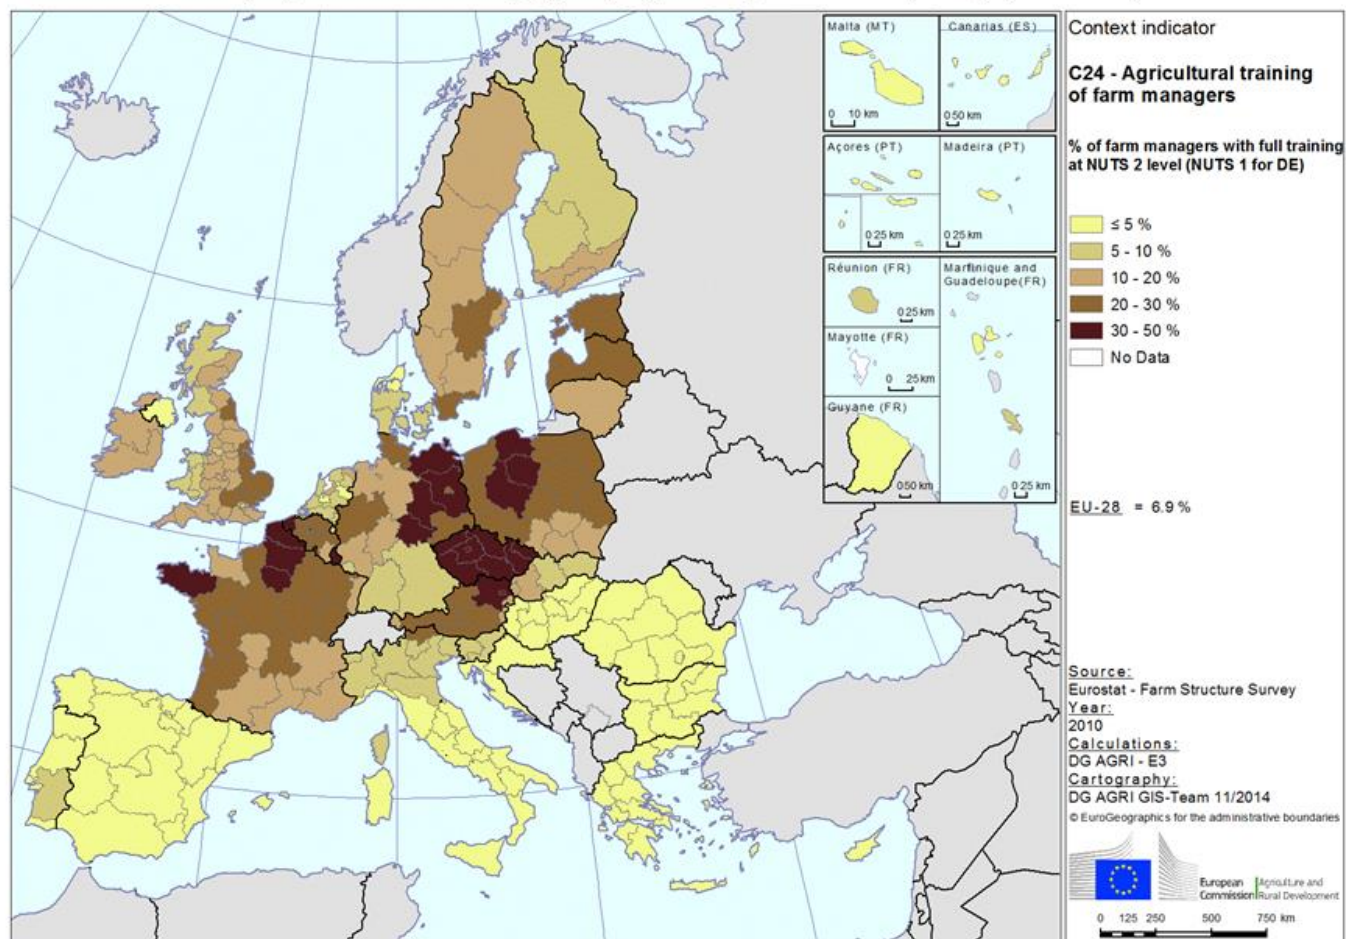 Malta (MT)
0 10 km
Canarias (ES)
0 50 km
Açores (PT)
0 25 km
Madeira (PT)
0 25 km
Réunion (FR)
0 25 km
Martinique and
Guadeloupe(FR)
0 25 km
Mayotte (FR)
0 25 km
Guyane (FR)
0 50 km
Context indicator
C24 - Agricultural training
of farm managers
% of farm managers with full training
at NUTS 2 level (NUTS 1 for DE)
≤ 5 %
5 - 10 %
10 - 20 %
20 - 30 %
30 - 50 %
No Data
EU-28 = 6.9 %
Source:
Eurostat - Farm Structure Survey
Year:
2010
Calculations:
DG AGRI - E3
Cartography:
DG AGRI GIS-Team 11/2014
© EuroGeographics for the administrative boundaries
European
Commission
Agriculture and
Rural Development
0 125 250 500 750 km